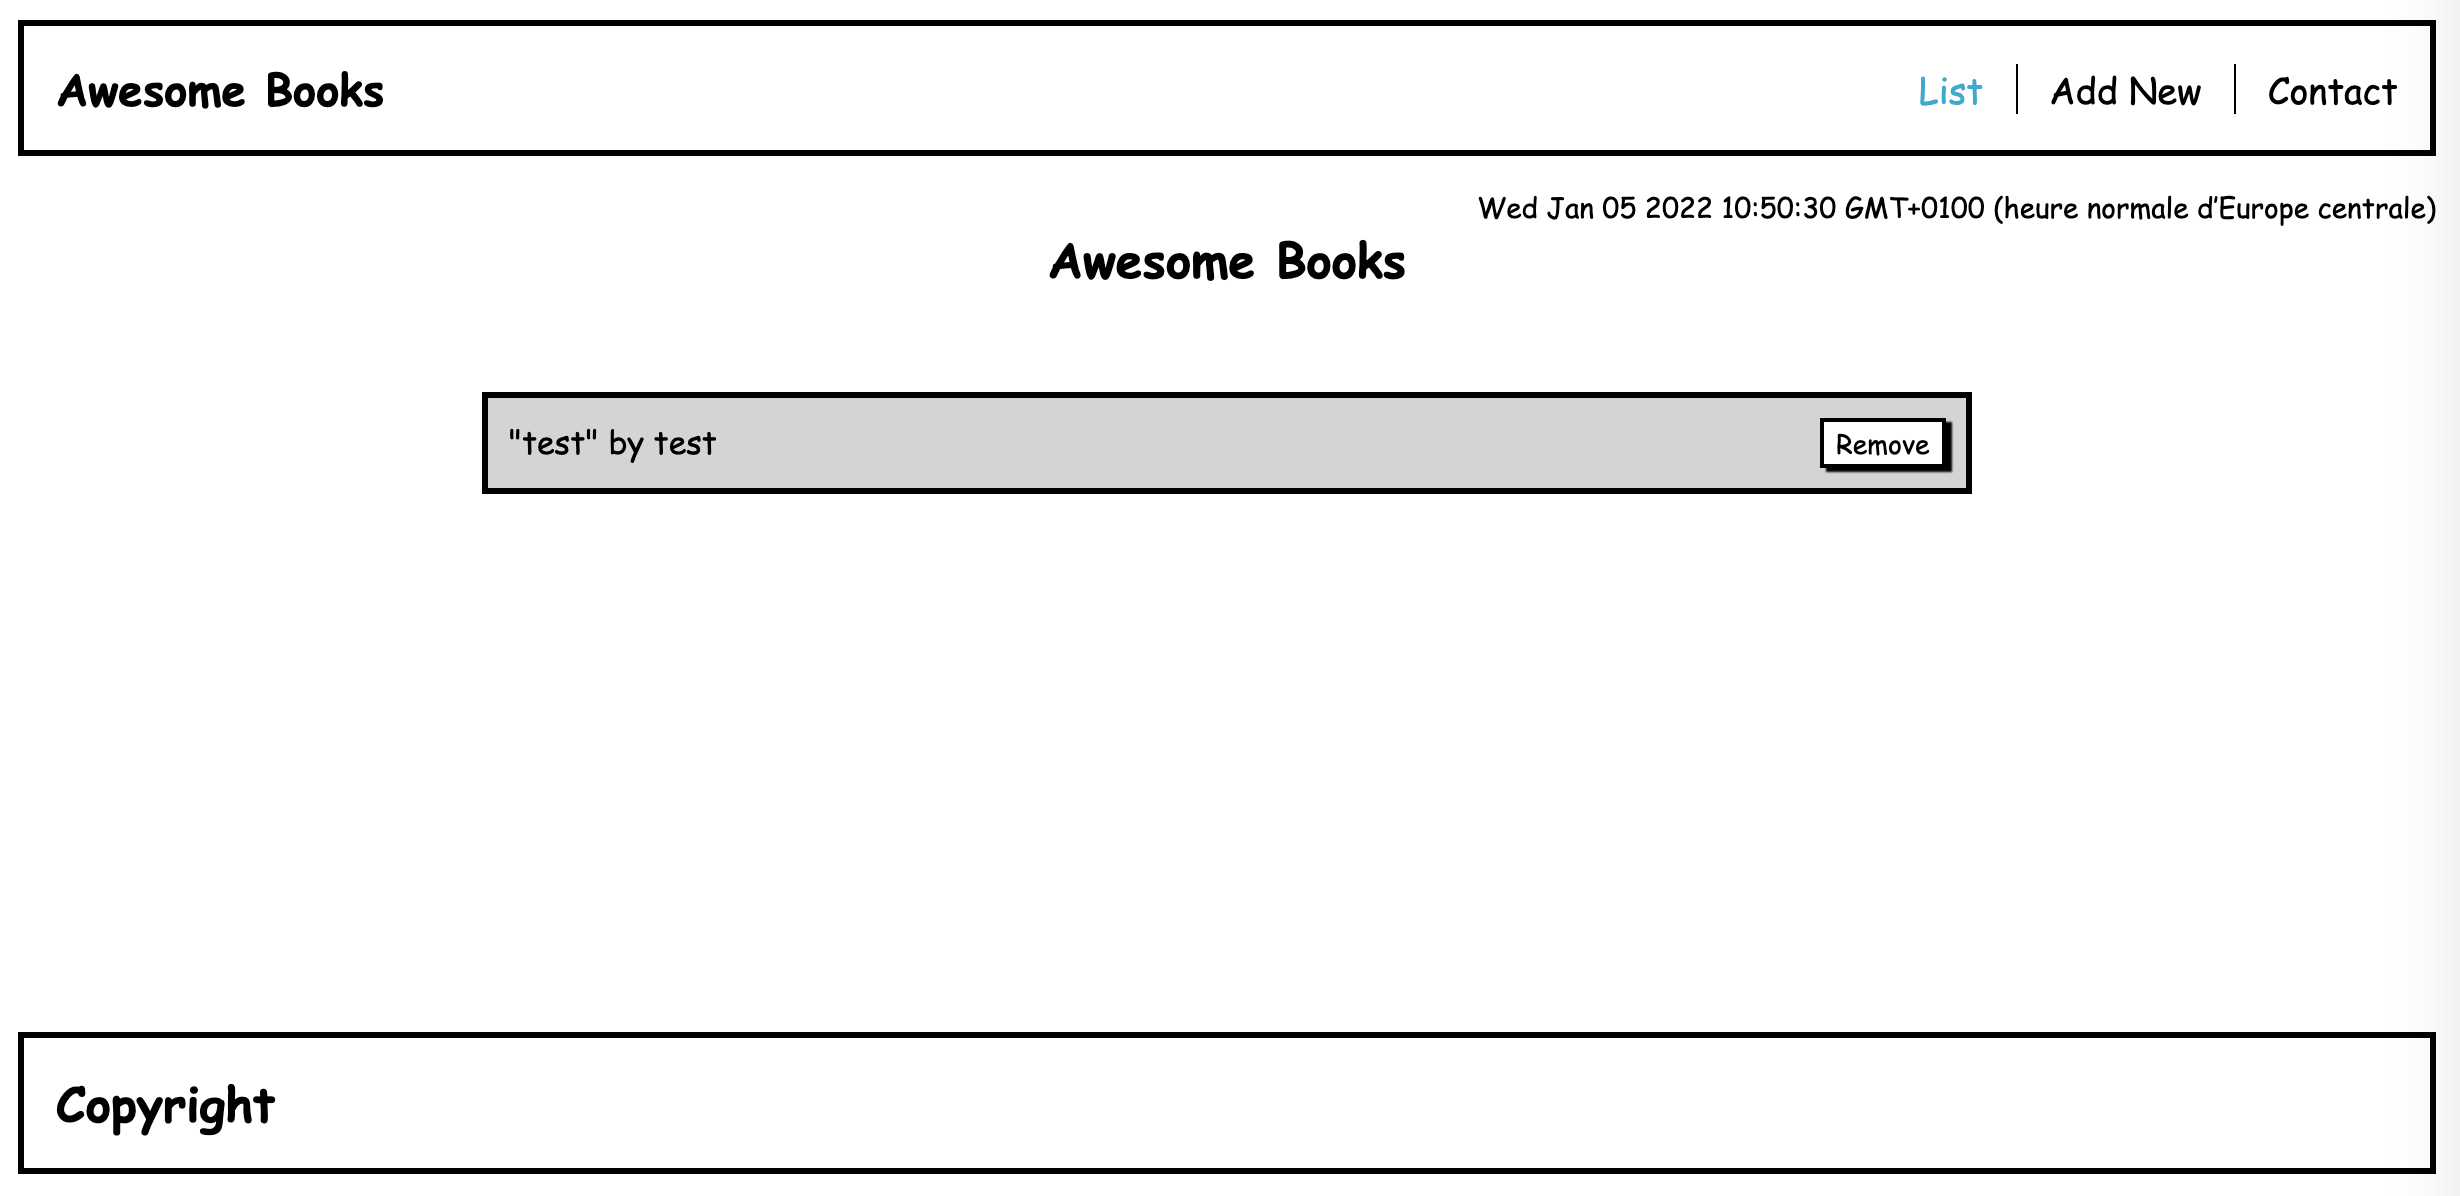 Awesome Books
List
Add New
Contact
Wed Jan 05 2022 10:50:30 GMT+0100 (heure normale d’Europe centrale)
Awesome Books
"test" by test
Remove
Copyright